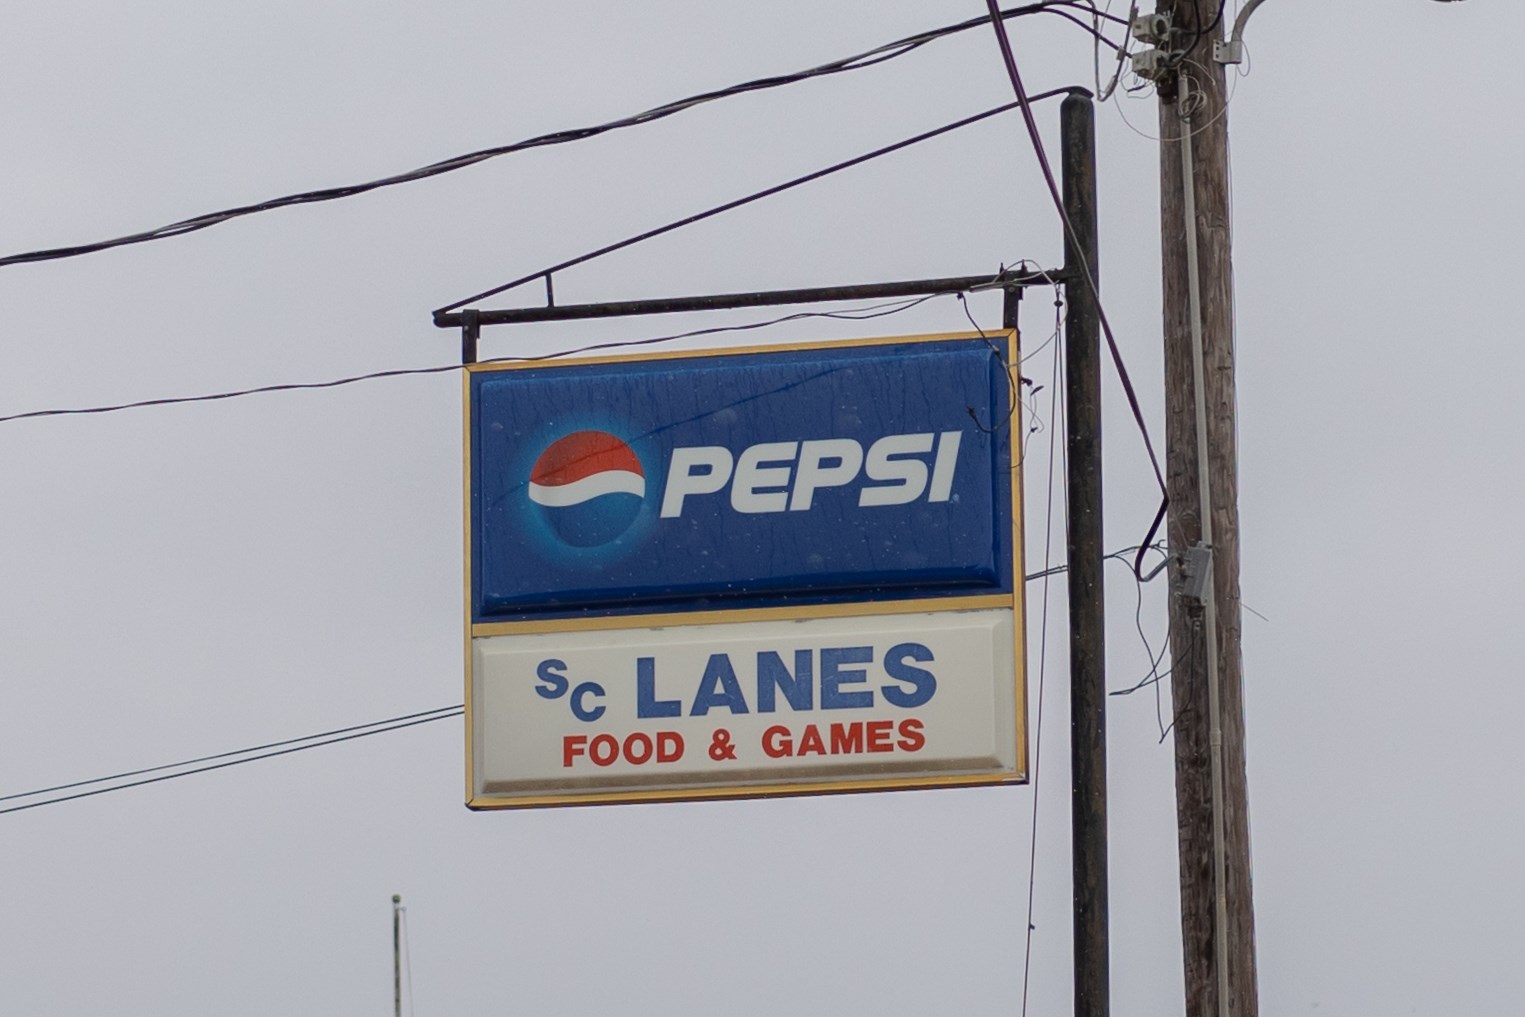 PEPSI
SC LANES
FOOD & GAMES